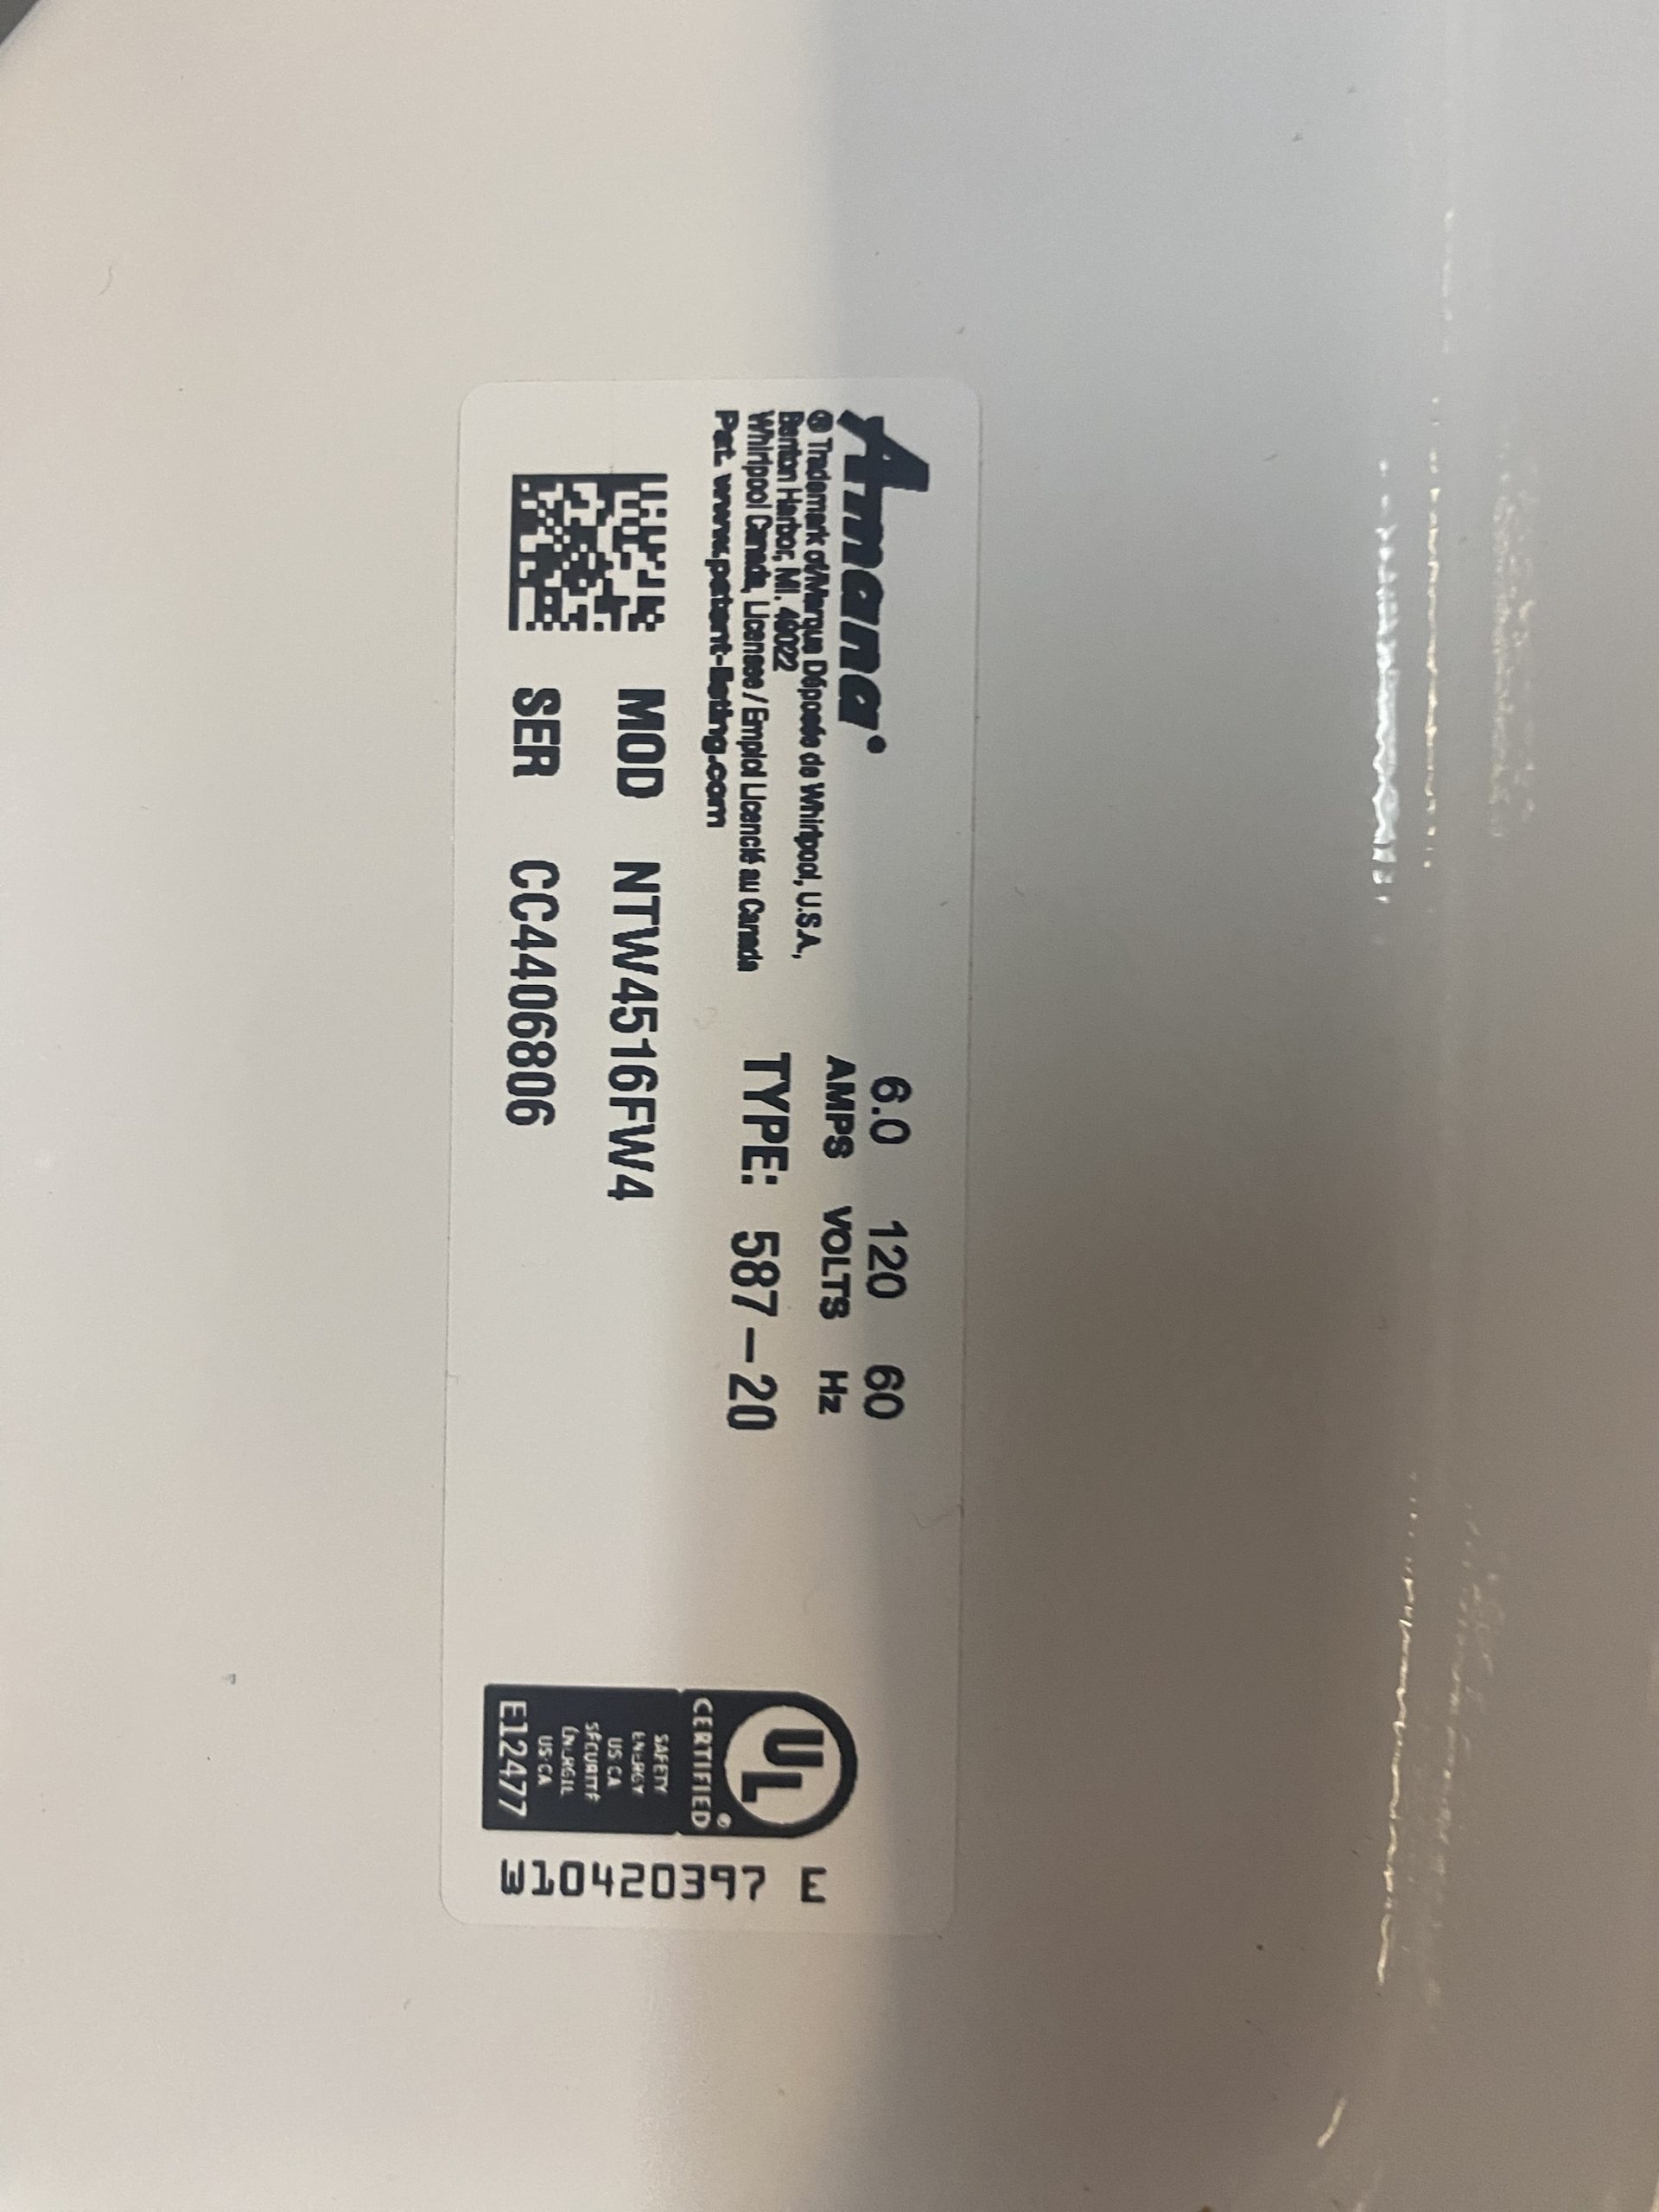 Amana®
® Trademark of/Marque Déposée de Whirlpool, U.S.A,
Benton Harbor, MI. 49022
Whirlpool Canada, Licensee / Emploi Licencié au Canada
Pat. www.patent-listing.com
6.0 120 60
AMPS VOLTS Hz
TYPE: 587-20
MOD NTW4516FW4
SER CC4406806
UL
CERTIFIED
SAFETY
ENERGY
US CA
SÉCURITÉ
ÉNERGIE
US CA
E12477
W10420397 E